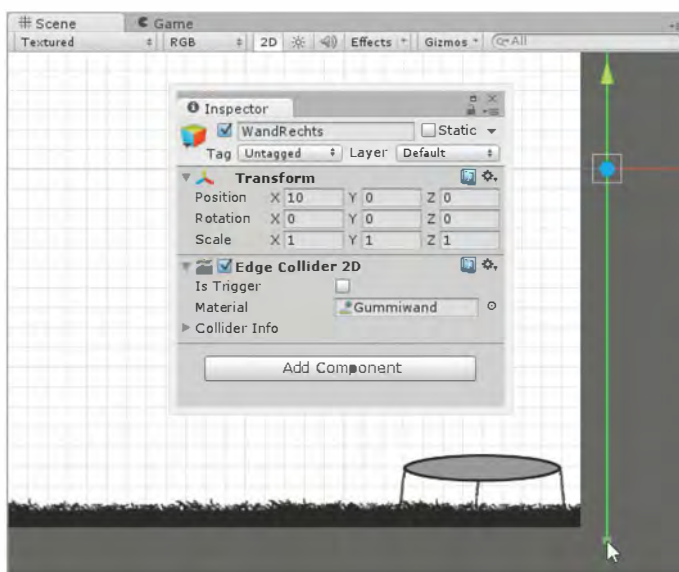 Scene Game
Textured RGB 2D Effects Gizmos All
Inspector
WandRechts Static
Tag Untagged Layer Default
Transform
Position X 10 Y 0 Z 0
Rotation X 0 Y 0 Z 0
Scale X 1 Y 1 Z 1
Edge Collider 2D
Is Trigger
Material Gummiwand
Collider Info
Add Component